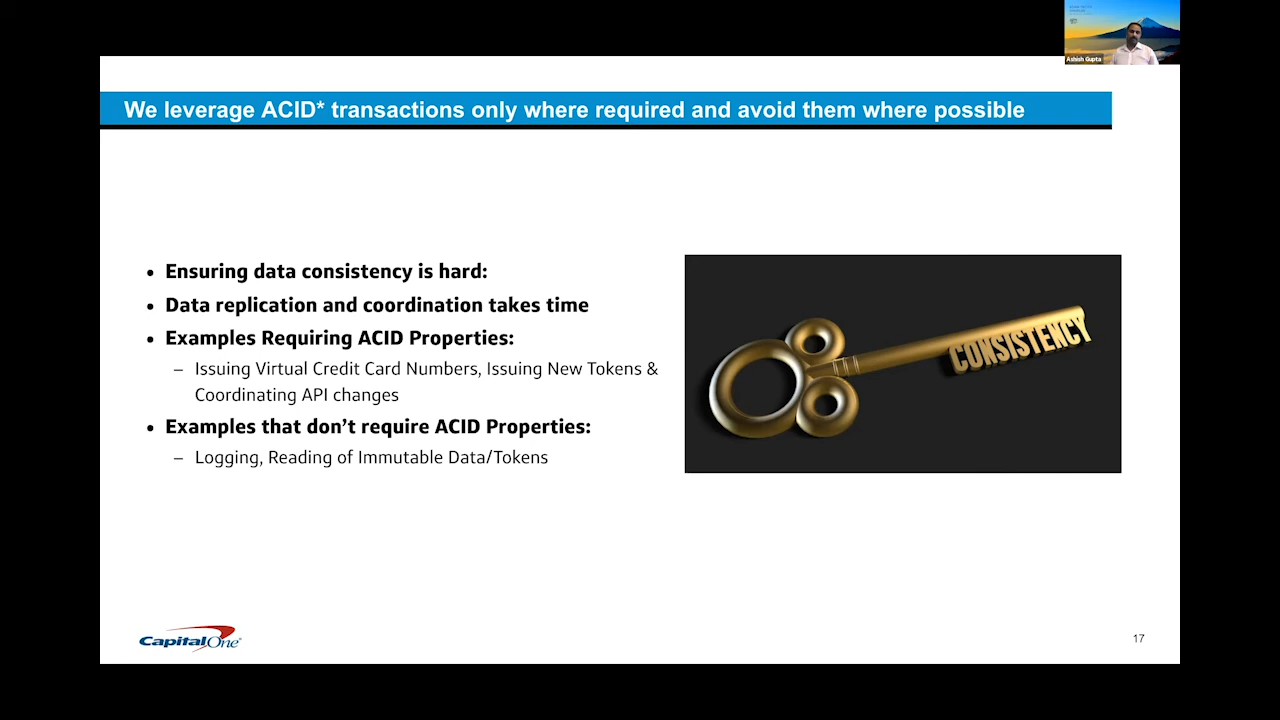 Ashish Gupta
We leverage ACID* transactions only where required and avoid them where possible
• Ensuring data consistency is hard:
• Data replication and coordination takes time
• Examples Requiring ACID Properties:
– Issuing Virtual Credit Card Numbers, Issuing New Tokens &
Coordinating API changes
• Examples that don’t require ACID Properties:
– Logging, Reading of Immutable Data/Tokens
CONSISTENCY
CapitalOne®
17